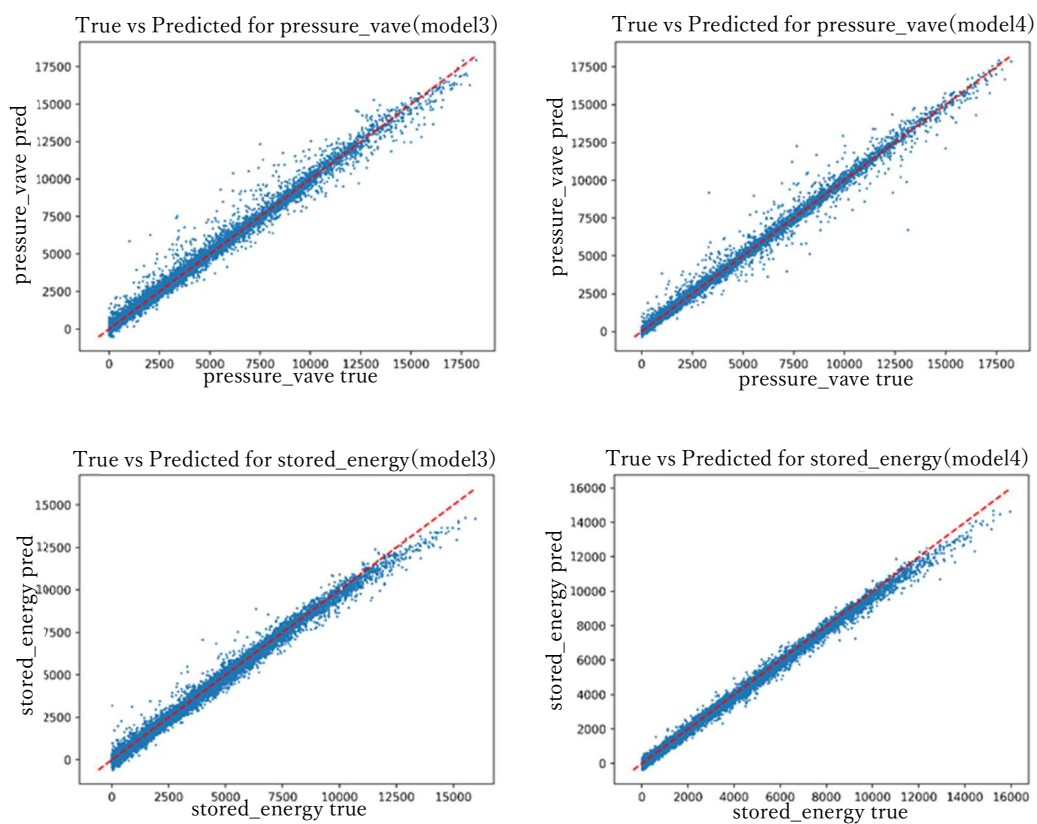 True vs Predicted for pressure_vave(model3)
pressure_vave pred
17500
15000
12500
10000
7500
5000
2500
0
0 2500 5000 7500 10000 12500 15000 17500
pressure_vave true
True vs Predicted for pressure_vave(model4)
pressure_vave pred
17500
15000
12500
10000
7500
5000
2500
0
0 2500 5000 7500 10000 12500 15000 17500
pressure_vave true
True vs Predicted for stored_energy(model3)
stored_energy pred
15000
12500
10000
7500
5000
2500
0
0 2500 5000 7500 10000 12500 15000
stored_energy true
True vs Predicted for stored_energy(model4)
stored_energy pred
16000
14000
12000
10000
8000
6000
4000
2000
0
0 2000 4000 6000 8000 10000 12000 14000 16000
stored_energy true